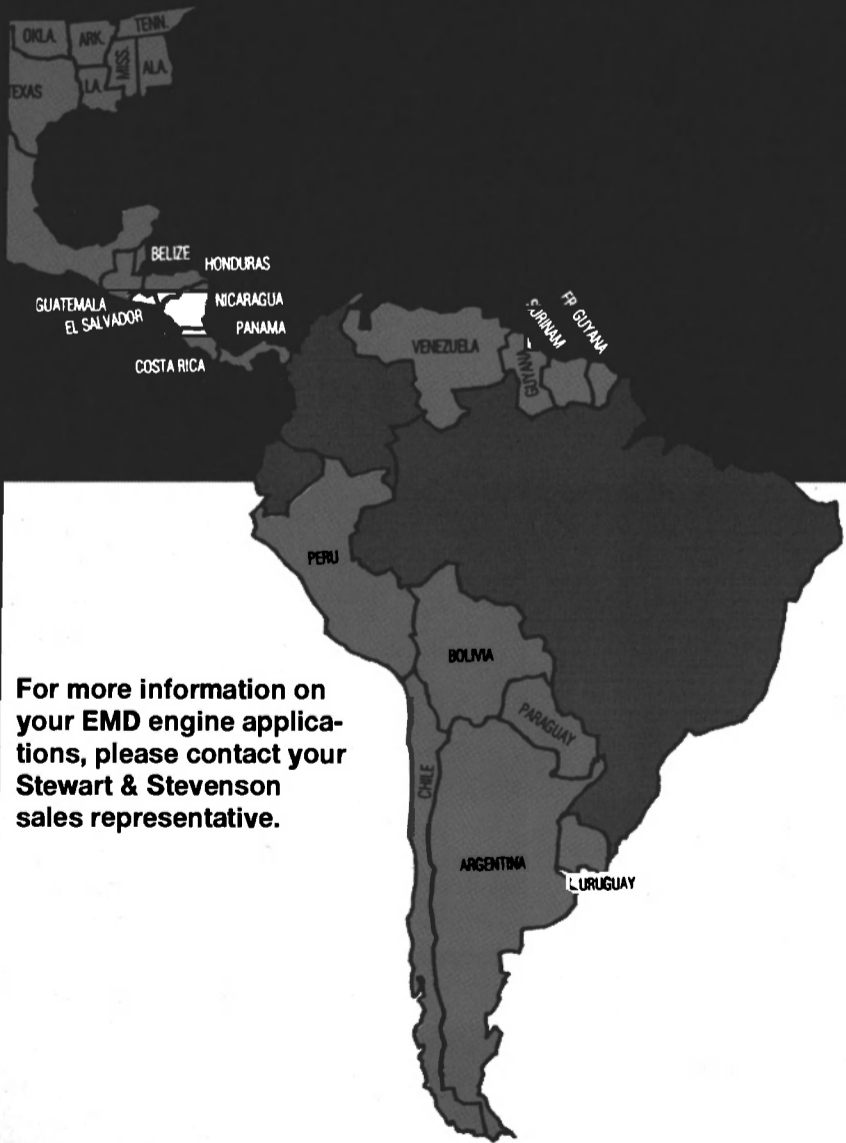 TENN.
OKLA.
ARK.
MISS.
ALA.
TEXAS
LA.
BELIZE
HONDURAS
GUATEMALA
NICARAGUA
EL SALVADOR
PANAMA
COSTA RICA
FR GUYANA
SURINAM
VENEZUELA
GUYANA
PERU
BOLIVIA
PARAGUAY
CHILE
ARGENTINA
URUGUAY
For more information on
your EMD engine applica-
tions, please contact your
Stewart & Stevenson
sales representative.